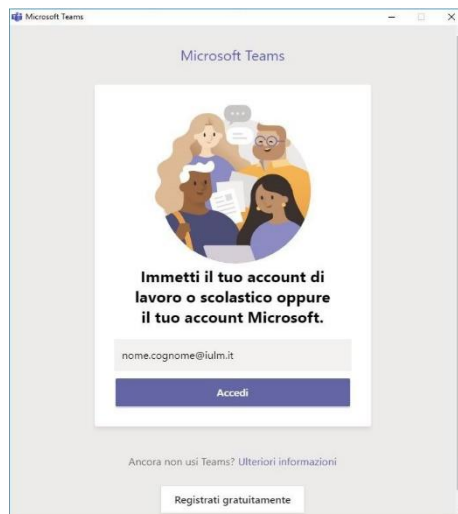 Microsoft Teams
Microsoft Teams
Immetti il tuo account di
lavoro o scolastico oppure
il tuo account Microsoft.
nome.cognome@iulm.it
Accedi
Ancora non usi Teams? Ulteriori informazioni
Registrati gratuitamente